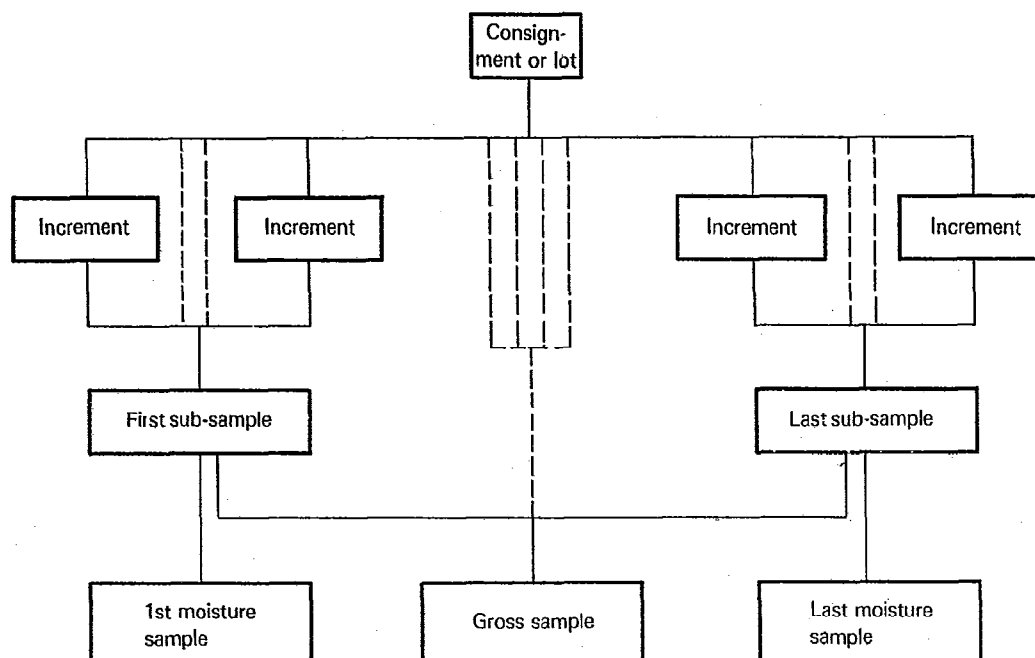 Consign-
ment or lot
Increment
Increment
Increment
Increment
First sub-sample
Last sub-sample
1st moisture
sample
Gross sample
Last moisture
sample